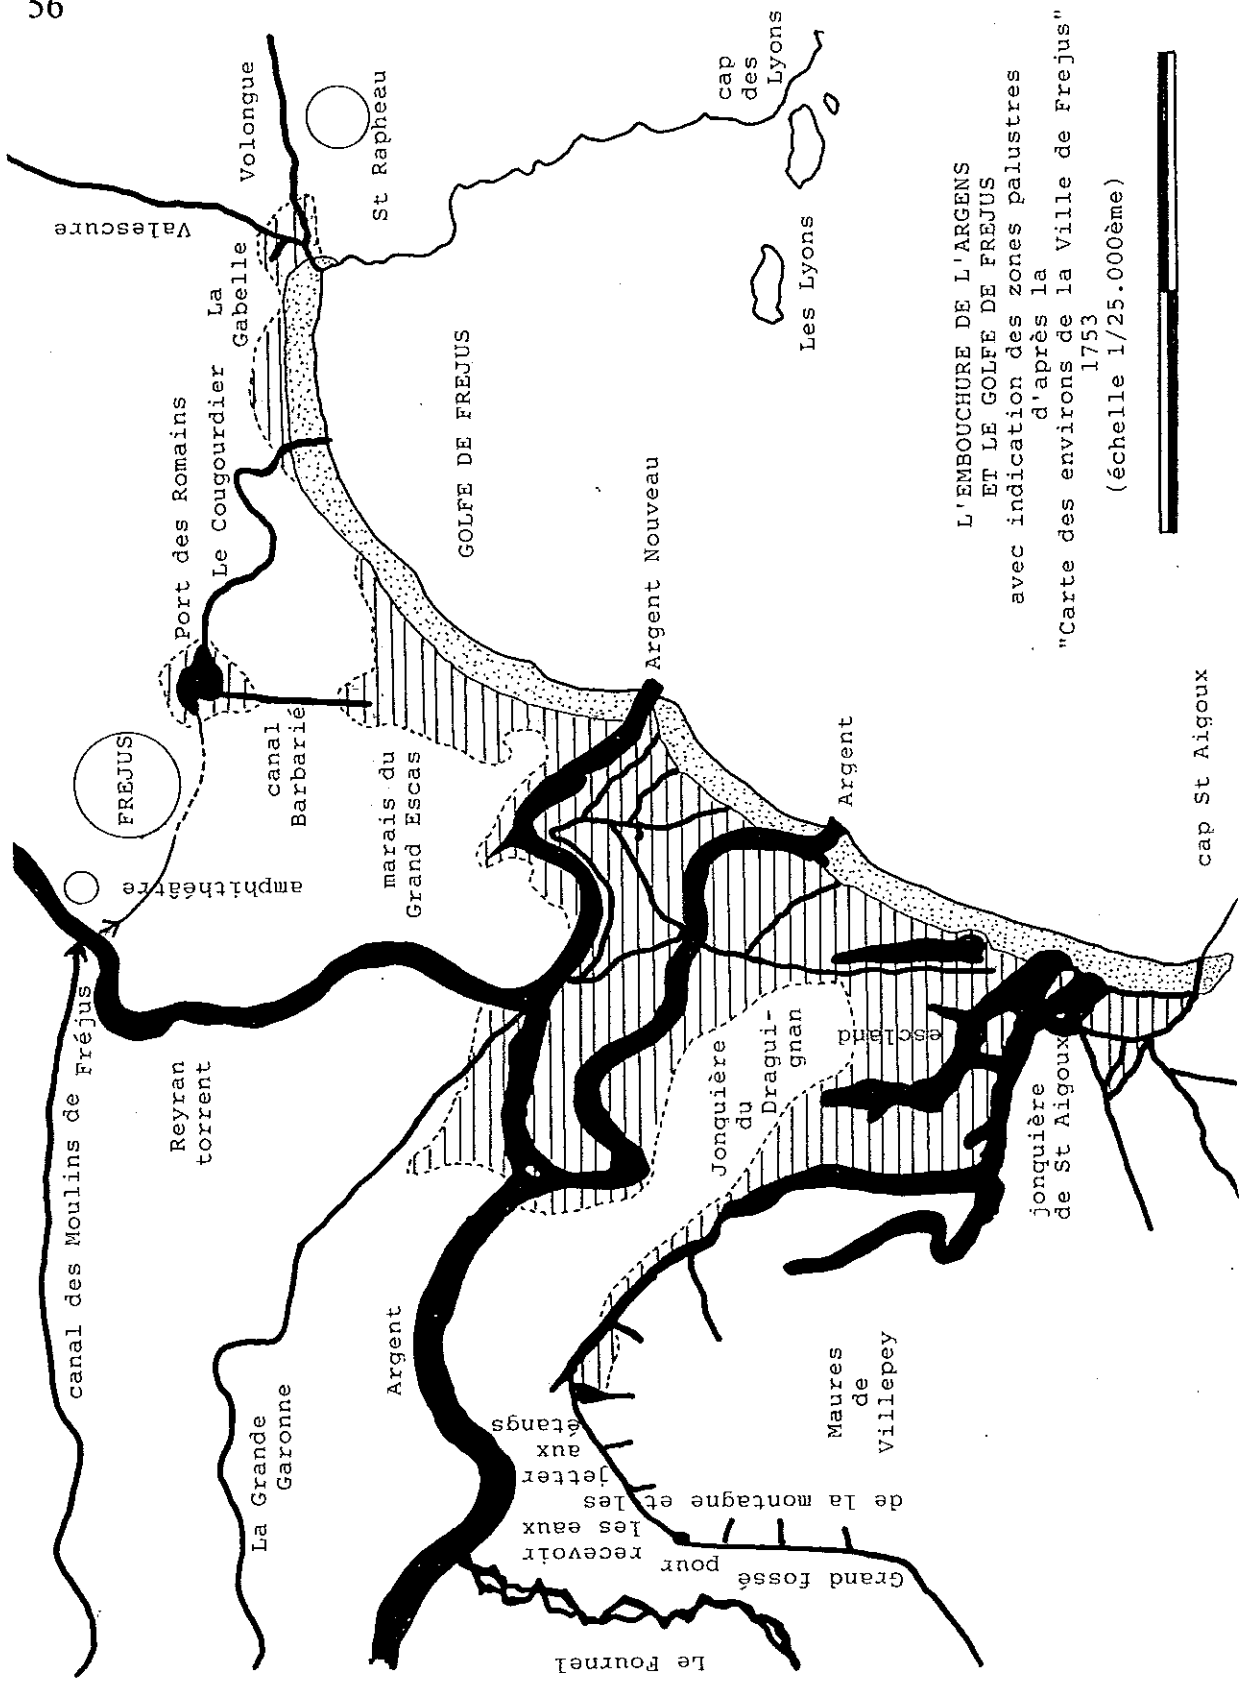 56
canal des Moulins de Fréjus
Reyran
torrent
La Grande
Garonne
Argent
Le Fournel
Grand fossé pour
recevoir
les eaux
de la montagne et les
jetter
aux
étangs
Maures
de
Villepey
amphithéâtre
FREJUS
canal
Barbarié
marais du
Grand Escas
Port des Romains
Le Cougourdier
La
Gabelle
Valescure
Volongue
St Rapheau
cap
des
Lyons
Les Lyons
GOLFE DE FREJUS
Argent Nouveau
Argent
cap St Aigoux
Jonquière
du
Dragui-
gnan
escland
jonquière
de St Aigoux
L'EMBOUCHURE DE L'ARGENS
ET LE GOLFE DE FREJUS
avec indication des zones palustres
d'après la
"Carte des environs de la Ville de Frejus"
1753
(échelle 1/25.000ème)